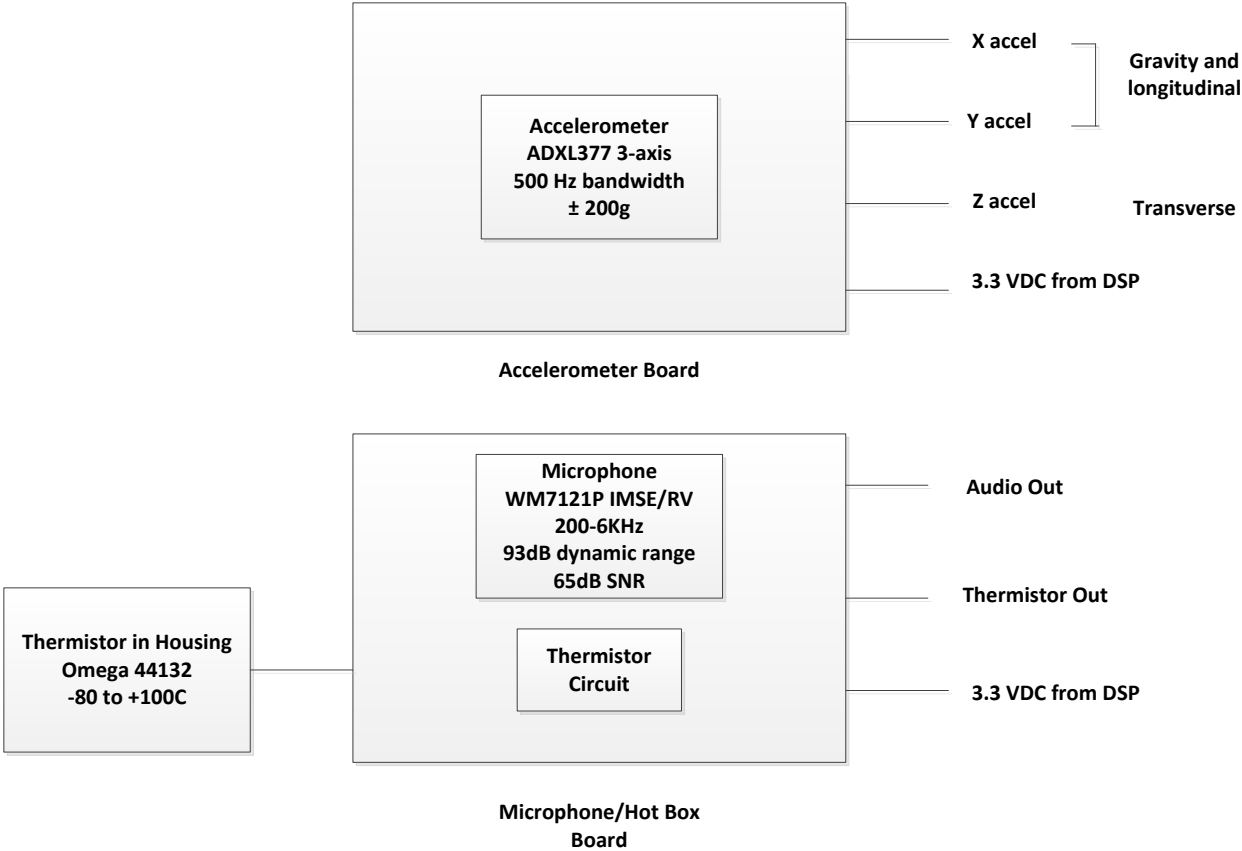 X accel
Gravity and
longitudinal
Y accel
Accelerometer
ADXL377 3-axis
500 Hz bandwidth
± 200g
Z accel
Transverse
3.3 VDC from DSP
Accelerometer Board
Microphone
WM7121P IMSE/RV
200-6KHz
93dB dynamic range
65dB SNR
Audio Out
Thermistor Out
Thermistor in Housing
Omega 44132
-80 to +100C
Thermistor
Circuit
3.3 VDC from DSP
Microphone/Hot Box
Board